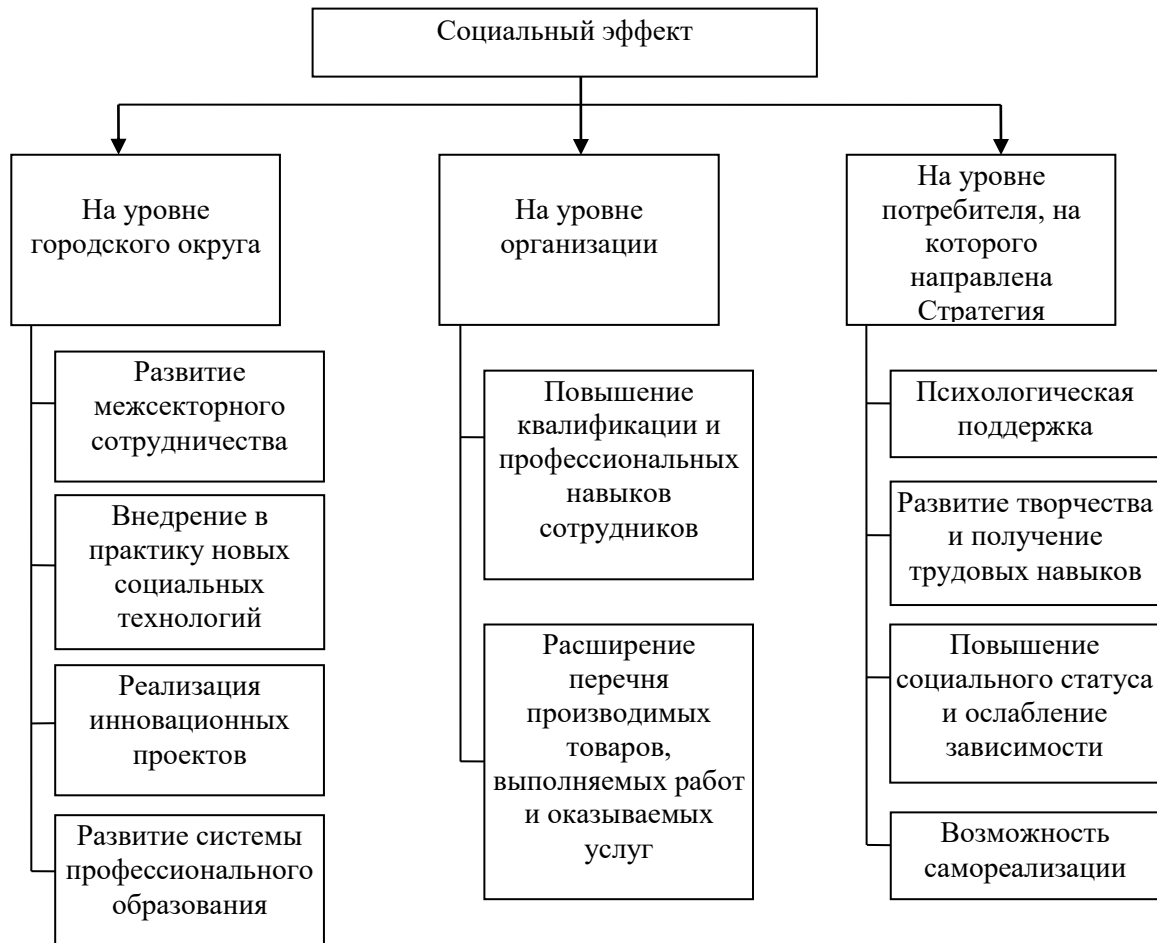 Социальный эффект
На уровне
городского округа
На уровне
организации
На уровне
потребителя, на
которого
направлена
Стратегия
Развитие
межсекторного
сотрудничества
Внедрение в
практику новых
социальных
технологий
Реализация
инновационных
проектов
Развитие системы
профессионального
образования
Повышение
квалификации и
профессиональных
навыков
сотрудников
Расширение
перечня
производимых
товаров,
выполняемых работ
и оказываемых
услуг
Психологическая
поддержка
Развитие творчества
и получение
трудовых навыков
Повышение
социального статуса
и ослабление
зависимости
Возможность
самореализации